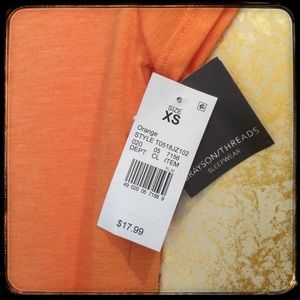 SIZE
XS
Orange
STYLE T0518JZ102
020 05 7156
DEPT CL ITEM
49 020 05 7156 9
$17.99
GRAYSON/THREADS
SLEEPWEAR